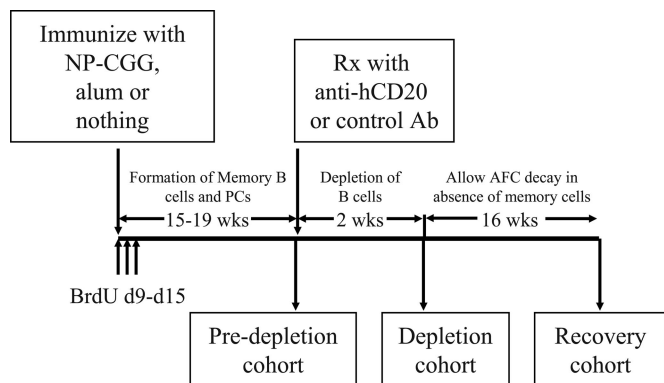 Immunize with
NP-CGG,
alum or
nothing
Rx with
anti-hCD20
or control Ab
Formation of Memory B
cells and PCs
15-19 wks
Depletion of
B cells
2 wks
Allow AFC decay in
absence of memory cells
16 wks
BrdU d9-d15
Pre-depletion
cohort
Depletion
cohort
Recovery
cohort